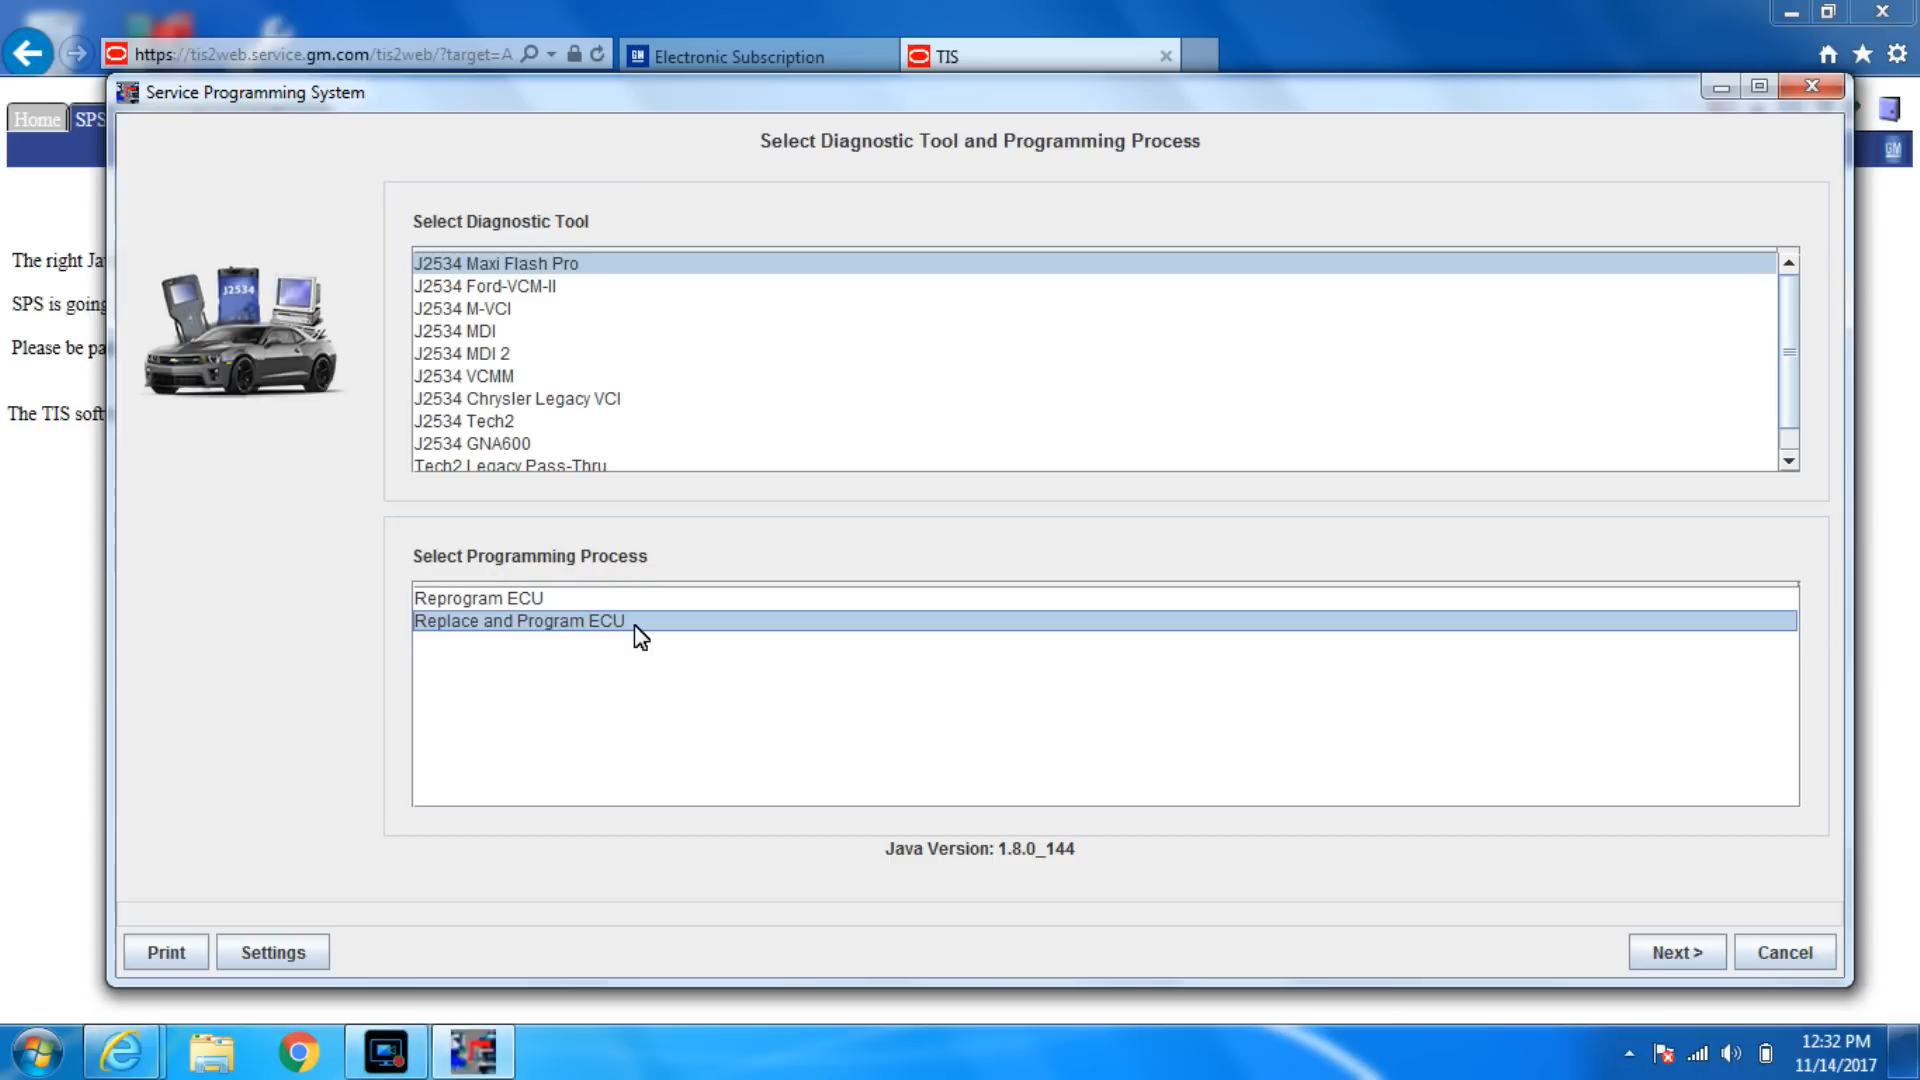 https://tis2web.service.gm.com/tis2web/?target=A
GM Electronic Subscription
TIS
Service Programming System
Home
SPS
GM
Select Diagnostic Tool and Programming Process
The right Ja
SPS is going
Please be pa
The TIS soft
J2534
Select Diagnostic Tool
J2534 Maxi Flash Pro
J2534 Ford-VCM-II
J2534 M-VCI
J2534 MDI
J2534 MDI 2
J2534 VCMM
J2534 Chrysler Legacy VCI
J2534 Tech2
J2534 GNA600
Tech2 Legacy Pass-Thru
Select Programming Process
Reprogram ECU
Replace and Program ECU
Java Version: 1.8.0_144
Print
Settings
Next >
Cancel
12:32 PM
11/14/2017